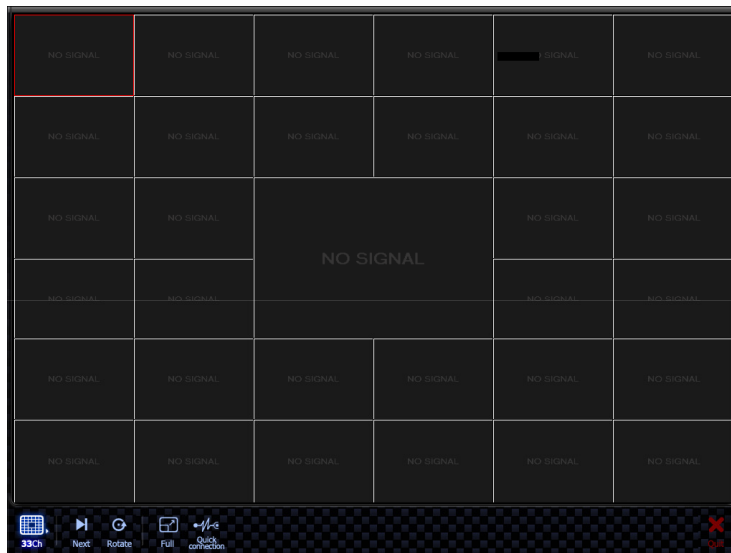 NO SIGNAL NO SIGNAL NO SIGNAL NO SIGNAL SIGNAL NO SIGNAL
NO SIGNAL NO SIGNAL NO SIGNAL NO SIGNAL NO SIGNAL NO SIGNAL
NO SIGNAL NO SIGNAL NO SIGNAL NO SIGNAL
NO SIGNAL
NO SIGNAL NO SIGNAL NO SIGNAL NO SIGNAL
NO SIGNAL NO SIGNAL NO SIGNAL NO SIGNAL NO SIGNAL NO SIGNAL
NO SIGNAL NO SIGNAL NO SIGNAL NO SIGNAL NO SIGNAL NO SIGNAL
33Ch Next Rotate Full Quick
connection Quit